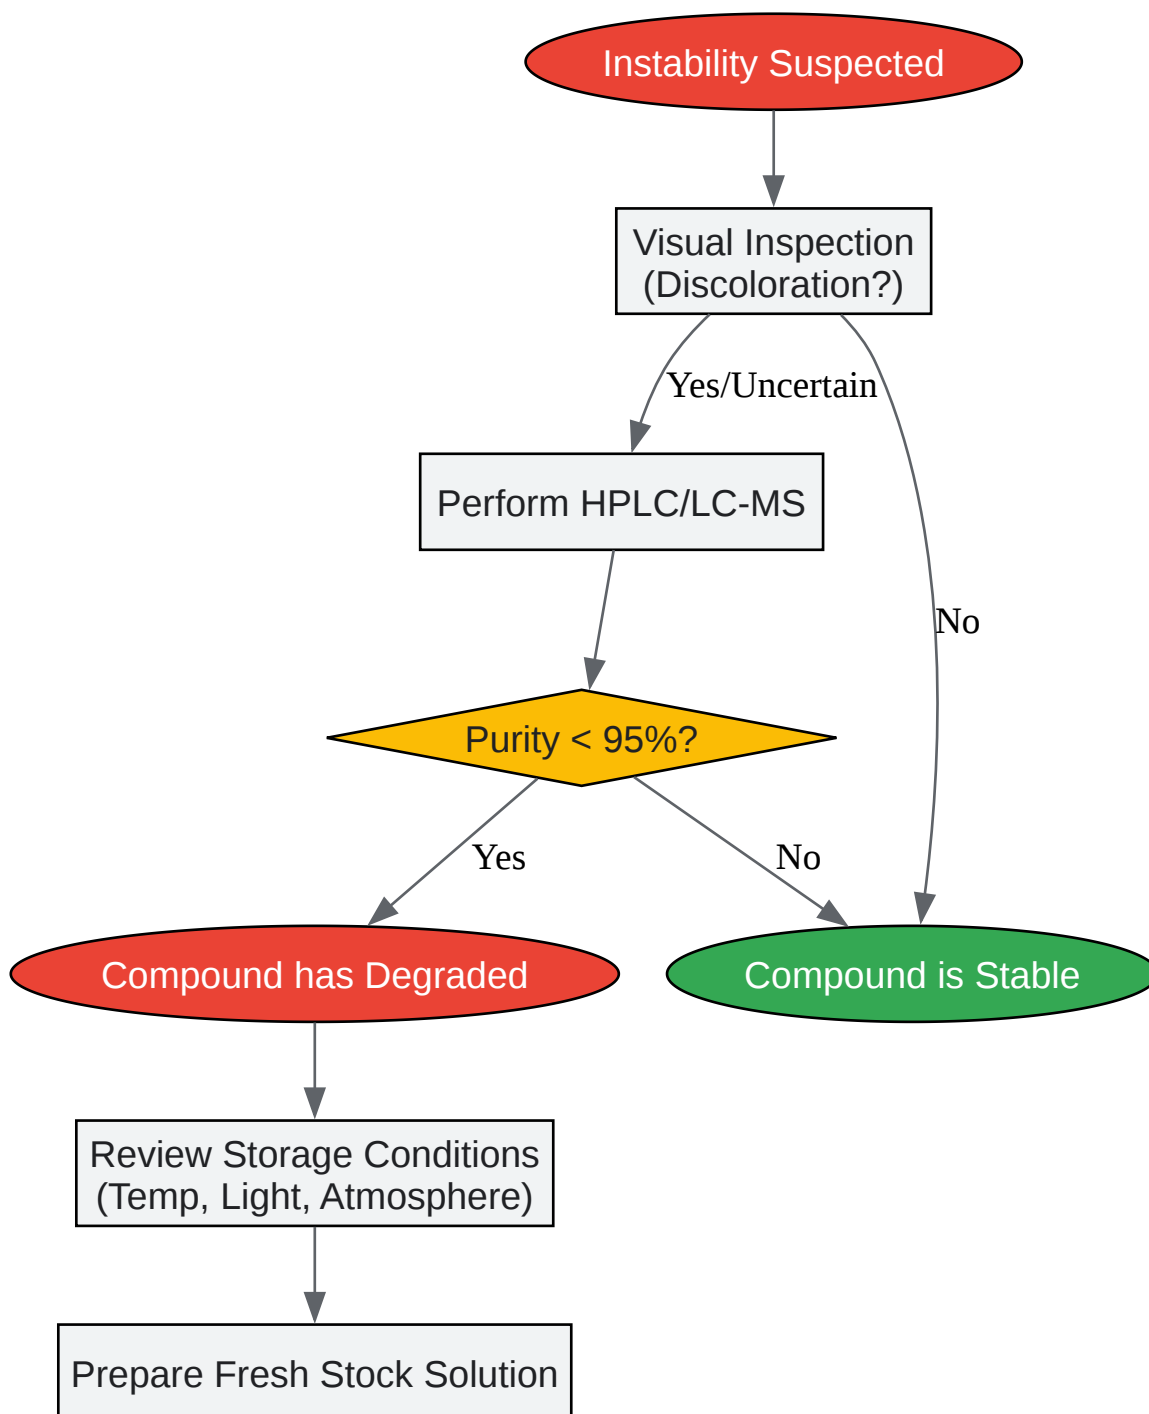 Instability Suspected
Visual Inspection
(Discoloration?)
Yes/Uncertain
Perform HPLC/LC-MS
No
Purity < 95%?
Yes
No
Compound has Degraded
Compound is Stable
Review Storage Conditions
(Temp, Light, Atmosphere)
Prepare Fresh Stock Solution